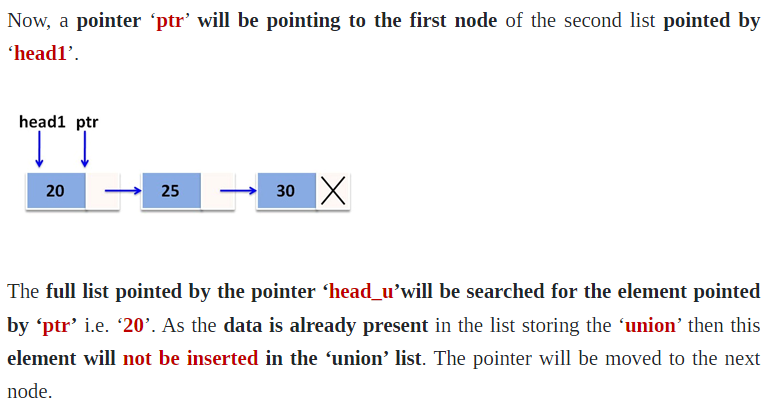 Now, a pointer ‘ptr’ will be pointing to the first node of the second list pointed by
‘head1’.
head1 ptr
20 25 30
The full list pointed by the pointer ‘head_u’will be searched for the element pointed
by ‘ptr’ i.e. ‘20’. As the data is already present in the list storing the ‘union’ then this
element will not be inserted in the ‘union’ list. The pointer will be moved to the next
node.